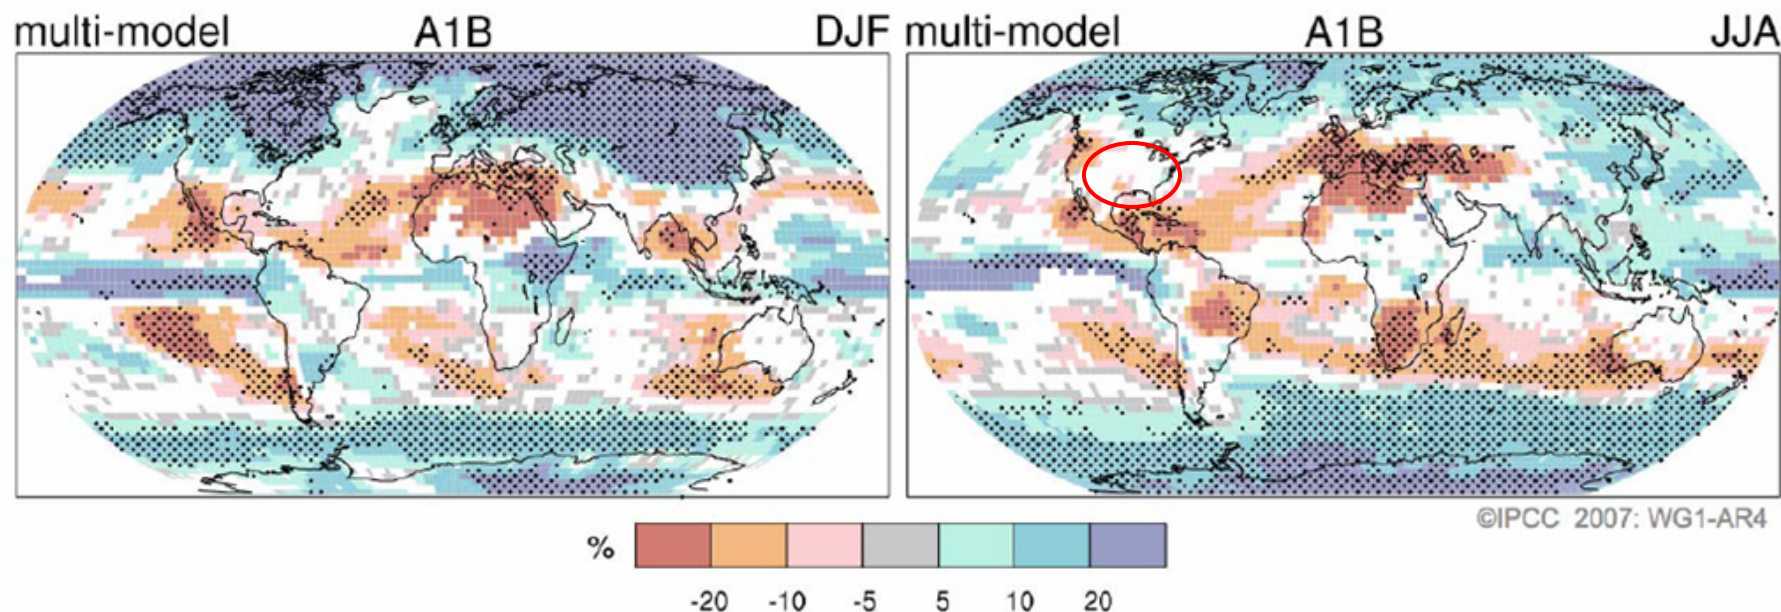 multi-model A1B DJF
multi-model A1B JJA
©IPCC 2007: WG1-AR4
%
-20 -10 -5 5 10 20